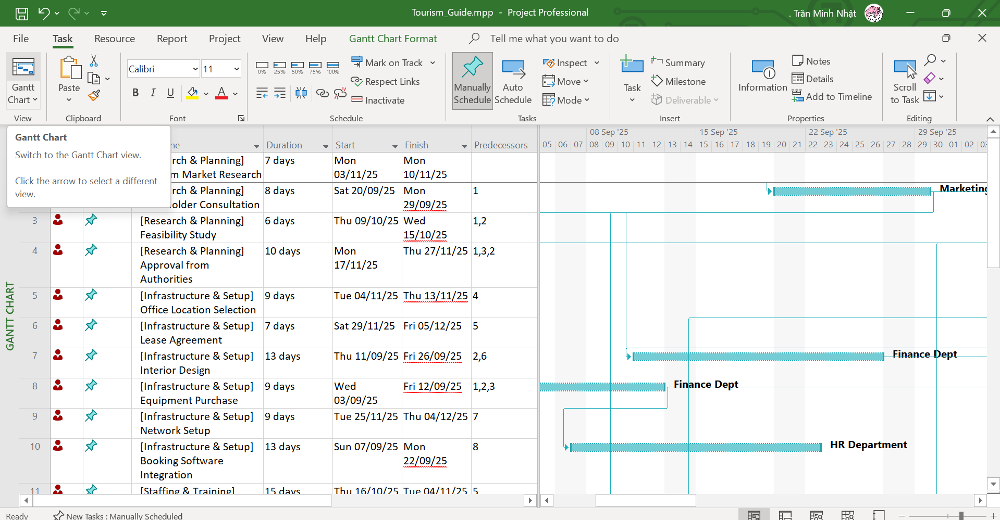 Tourism_Guide.mpp - Project Professional
. Trần Minh Nhật
File Task Resource Report Project View Help Gantt Chart Format Tell me what you want to do
Gantt Chart
View
Paste
Clipboard
Calibri 11
B I U A
Font
0% 25% 50% 75% 100%
Mark on Track
Respect Links
Inactivate
Schedule
Manually Schedule
Auto Schedule
Inspect
Move
Mode
Tasks
Task
Summary
Milestone
Deliverable
Insert
Information
Notes
Details
Add to Timeline
Properties
Scroll to Task
Editing
Gantt Chart
Switch to the Gantt Chart view.
Click the arrow to select a different
view.
GANTT CHART
Duration Start Finish Predecessors
08 Sep '25 15 Sep '25 22 Sep '25 29 Sep '25
05 06 07 08 09 10 11 12 13 14 15 16 17 18 19 20 21 22 23 24 25 26 27 28 29 30 01 02
rch & Planning] 7 days Mon Mon
m Market Research 03/11/25 10/11/25
rch & Planning] 8 days Sat 20/09/25 Mon 1
older Consultation 29/09/25
3 [Research & Planning] 6 days Thu 09/10/25 Wed 1,2
Feasibility Study 15/10/25
4 [Research & Planning] 10 days Mon Thu 27/11/25 1,3,2
Approval from 17/11/25
Authorities
5 [Infrastructure & Setup] 9 days Tue 04/11/25 Thu 13/11/25 4
Office Location Selection
6 [Infrastructure & Setup] 7 days Sat 29/11/25 Fri 05/12/25 5
Lease Agreement
7 [Infrastructure & Setup] 13 days Thu 11/09/25 Fri 26/09/25 2,6
Interior Design
8 [Infrastructure & Setup] 9 days Wed Fri 12/09/25 1,2,3
Equipment Purchase 03/09/25
9 [Infrastructure & Setup] 9 days Tue 25/11/25 Thu 04/12/25 7
Network Setup
10 [Infrastructure & Setup] 13 days Sun 07/09/25 Mon 8
Booking Software 22/09/25
Integration
11 [Staffing & Training] 15 days Thu 16/10/25 Tue 04/11/25 5
Marketing
Finance Dept
Finance Dept
HR Department
Ready New Tasks : Manually Scheduled